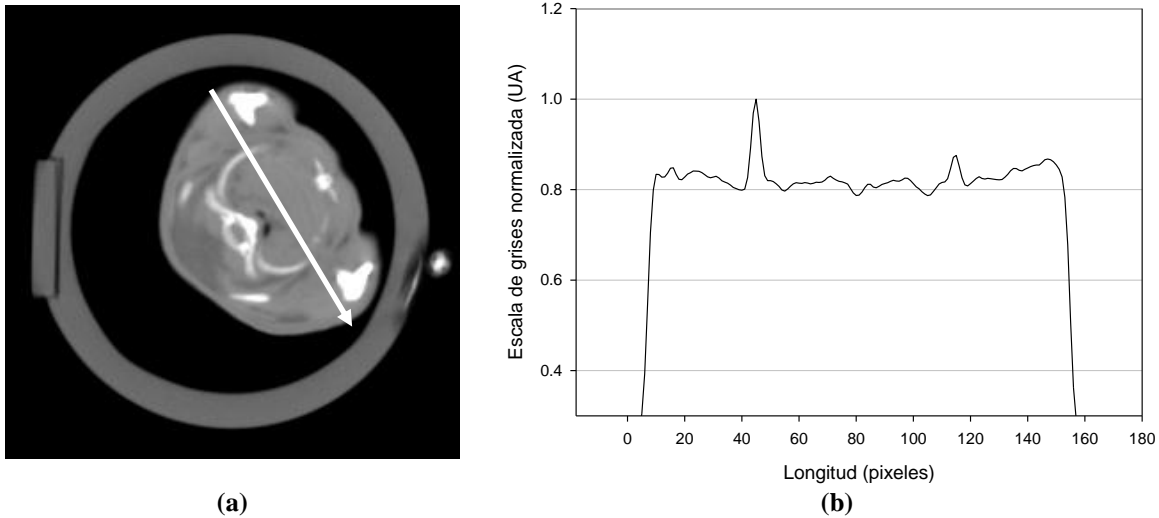 1.2
1.0
0.8
0.6
0.4
Escala de grises normalizada (UA)
0 20 40 60 80 100 120 140 160 180
Longitud (pixeles)
(a)
(b)